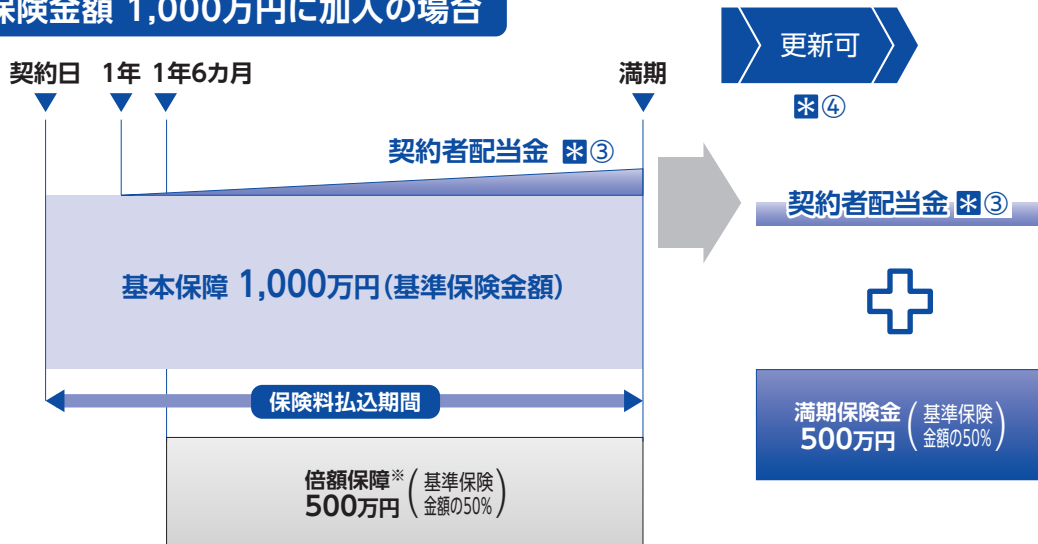 保険金額 1,000万円に加入の場合
更新可
*④
契約日 1年 1年6カ月 満期
契約者配当金 *③
契約者配当金 *③
基本保障 1,000万円(基準保険金額)
保険料払込期間
満期保険金
500万円
(基準保険
金額の50%)
倍額保障※
500万円
(基準保険
金額の50%)